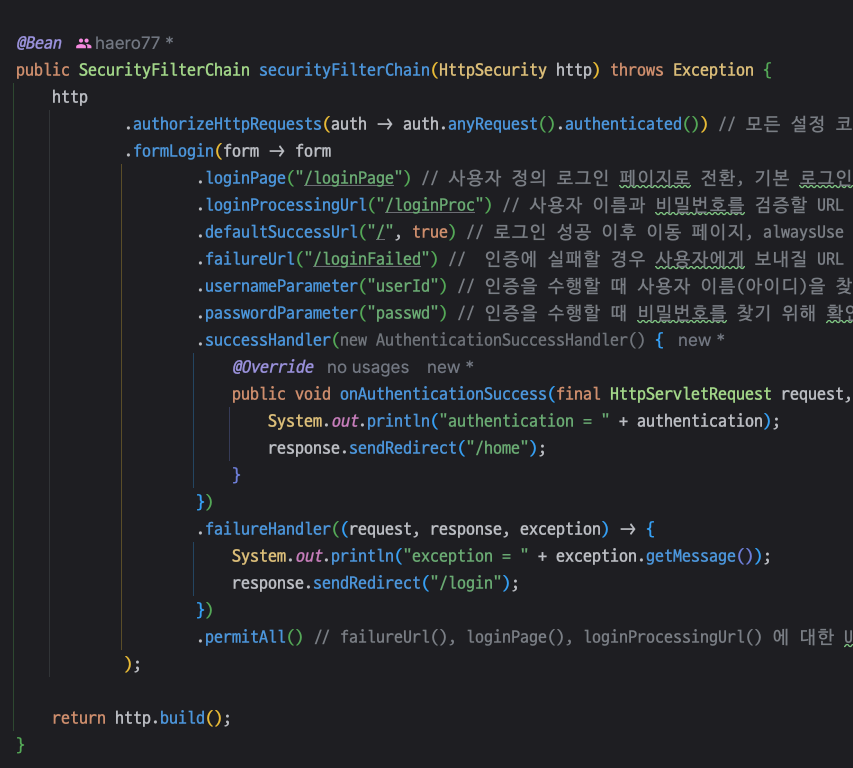 @Bean haero77 *
public SecurityFilterChain securityFilterChain(HttpSecurity http) throws Exception {
http
.authorizeHttpRequests(auth → auth.anyRequest().authenticated()) // 모든 설정 코
.formLogin(form → form
.loginPage("/loginPage") // 사용자 정의 로그인 페이지로 전환, 기본 로그인
.loginProcessingUrl("/loginProc") // 사용자 이름과 비밀번호를 검증할 URL
.defaultSuccessUrl("/", true) // 로그인 성공 이후 이동 페이지, alwaysUse
.failureUrl("/loginFailed") //  인증에 실패할 경우 사용자에게 보내질 URL
.usernameParameter("userId") // 인증을 수행할 때 사용자 이름(아이디)을 찾
.passwordParameter("passwd") // 인증을 수행할 때 비밀번호를 찾기 위해 확인
.successHandler(new AuthenticationSuccessHandler() { new *
@Override no usages new *
public void onAuthenticationSuccess(final HttpServletRequest request,
System.out.println("authentication = " + authentication);
response.sendRedirect("/home");
}
})
.failureHandler((request, response, exception) → {
System.out.println("exception = " + exception.getMessage());
response.sendRedirect("/login");
})
.permitAll() // failureUrl(), loginPage(), loginProcessingUrl() 에 대한 U
);
return http.build();
}